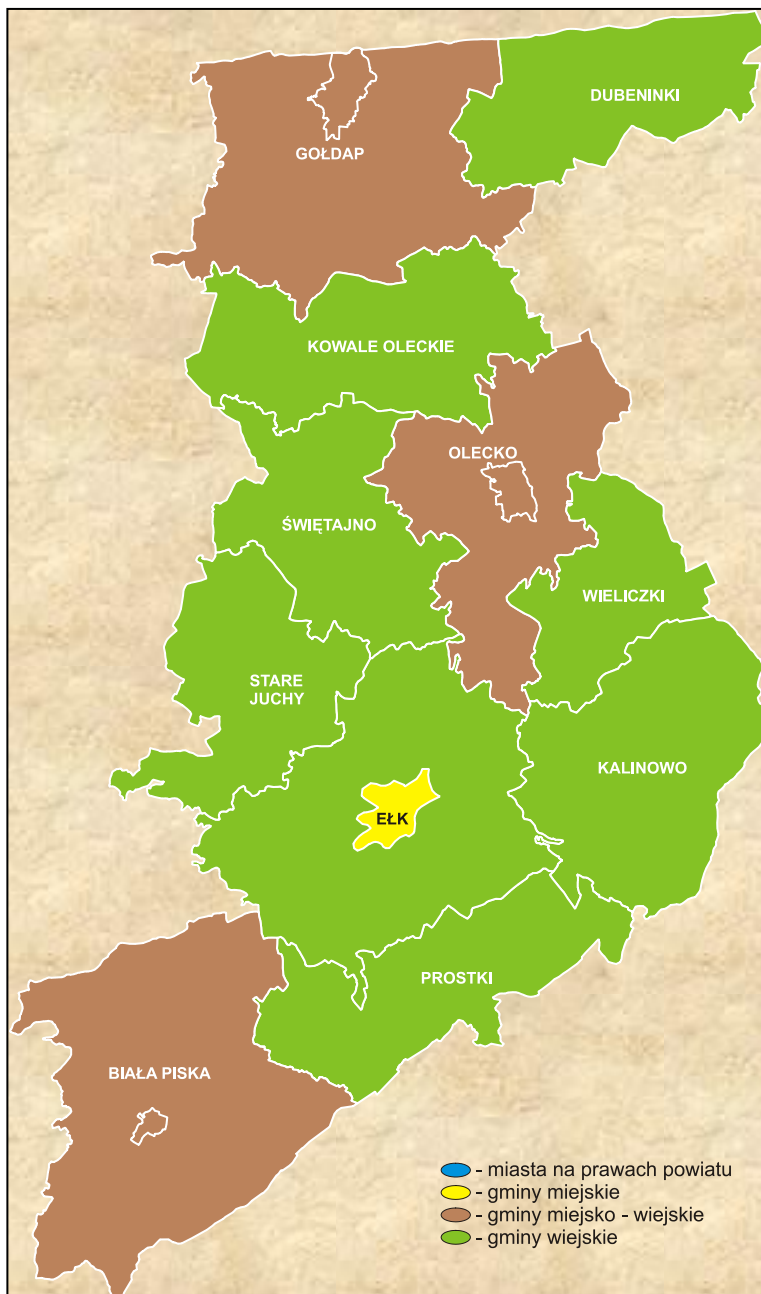 DUBENINKI
GOŁDAP
KOWALE OLECKIE
OLECKO
ŚWIĘTAJNO
WIELICZKI
STARE
JUCHY
KALINOWO
EŁK
PROSTKI
BIAŁA PISKA
- miasta na prawach powiatu
- gminy miejskie
- gminy miejsko - wiejskie
- gminy wiejskie